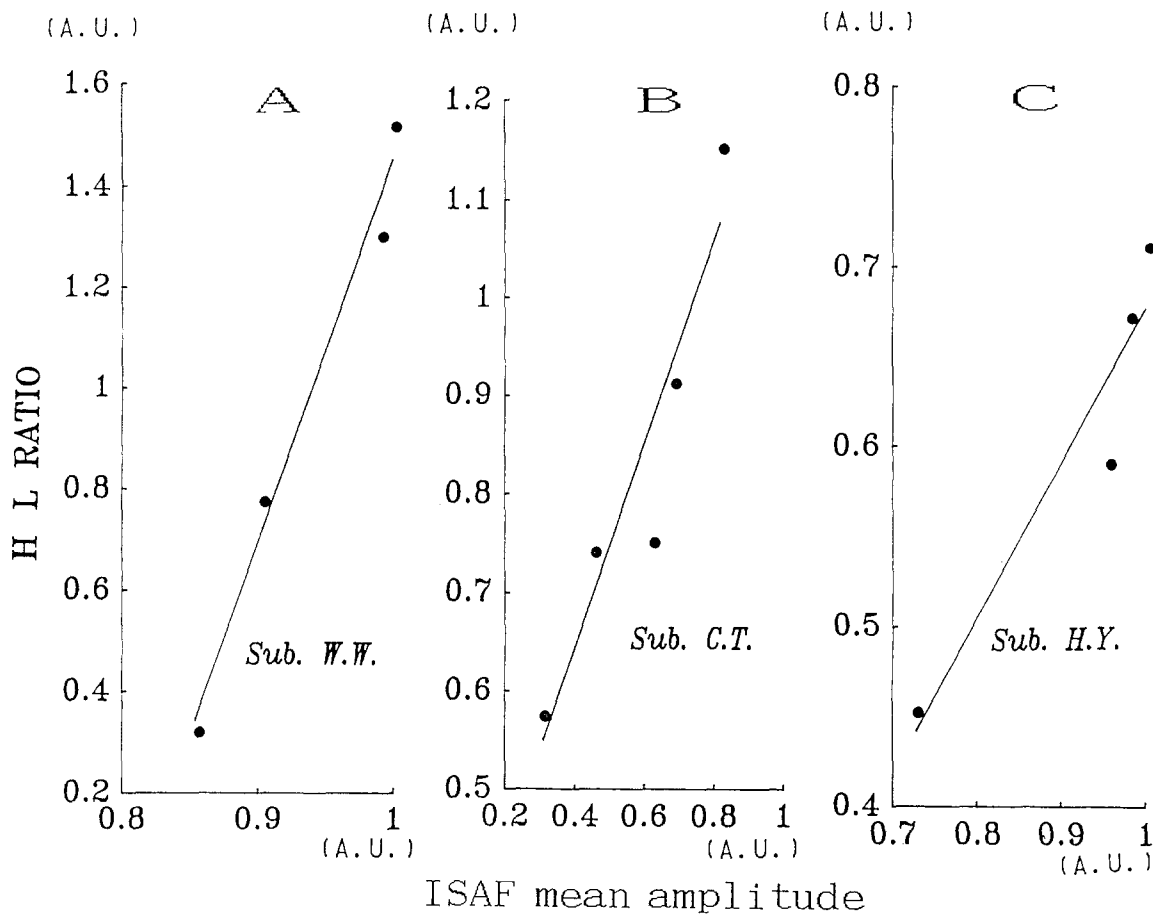 (A.U.) (A.U.) (A.U.)
A B C
1.6
1.4
1.2
1
0.8
0.6
0.4
0.2
0.8 0.9 1
(A.U.)
Sub. W.W.
1.2
1.1
1
0.9
0.8
0.7
0.6
0.5
0.2 0.4 0.6 0.8 1
(A.U.)
Sub. C.T.
0.8
0.7
0.6
0.5
0.4
0.7 0.8 0.9 1
(A.U.)
Sub. H.Y.
H L RATIO
ISAF mean amplitude